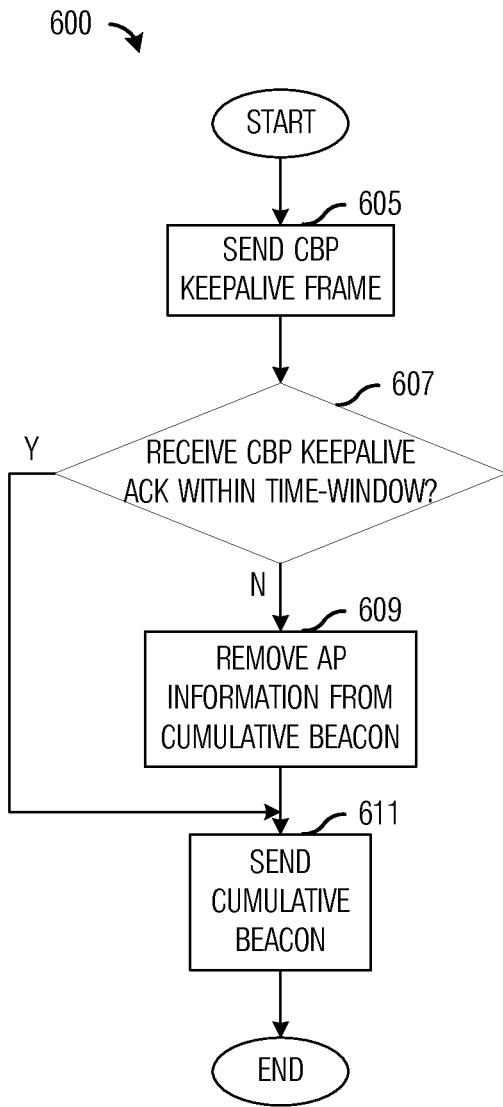 600
START
605
SEND CBP
KEEPALIVE FRAME
607
Y
RECEIVE CBP KEEPALIVE
ACK WITHIN TIME-WINDOW?
N
609
REMOVE AP
INFORMATION FROM
CUMULATIVE BEACON
611
SEND
CUMULATIVE
BEACON
END